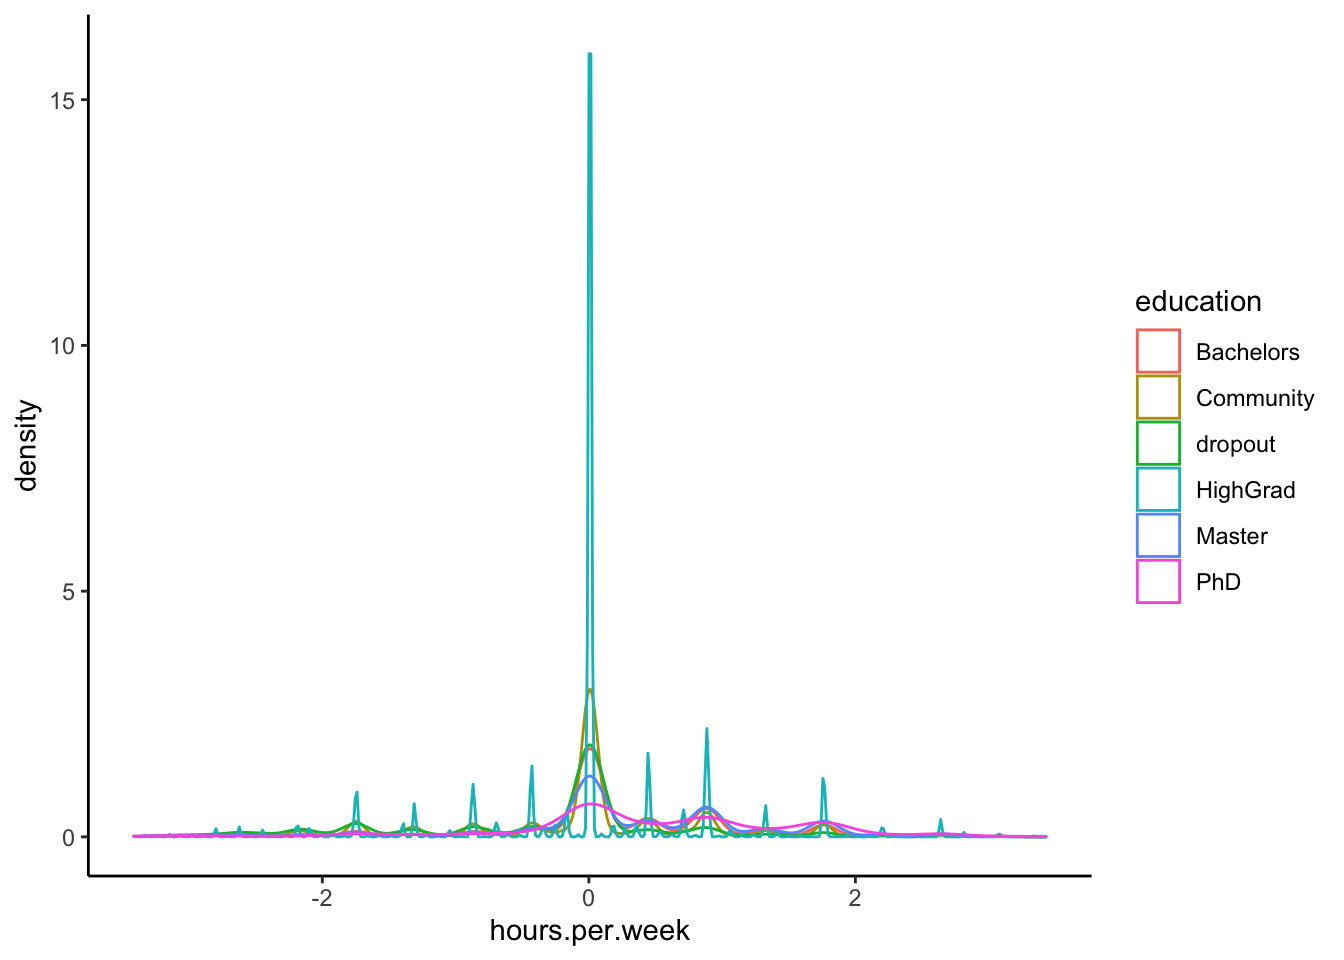 15
10
5
0
density
-2
0
2
hours.per.week
education
Bachelors
Community
dropout
HighGrad
Master
PhD